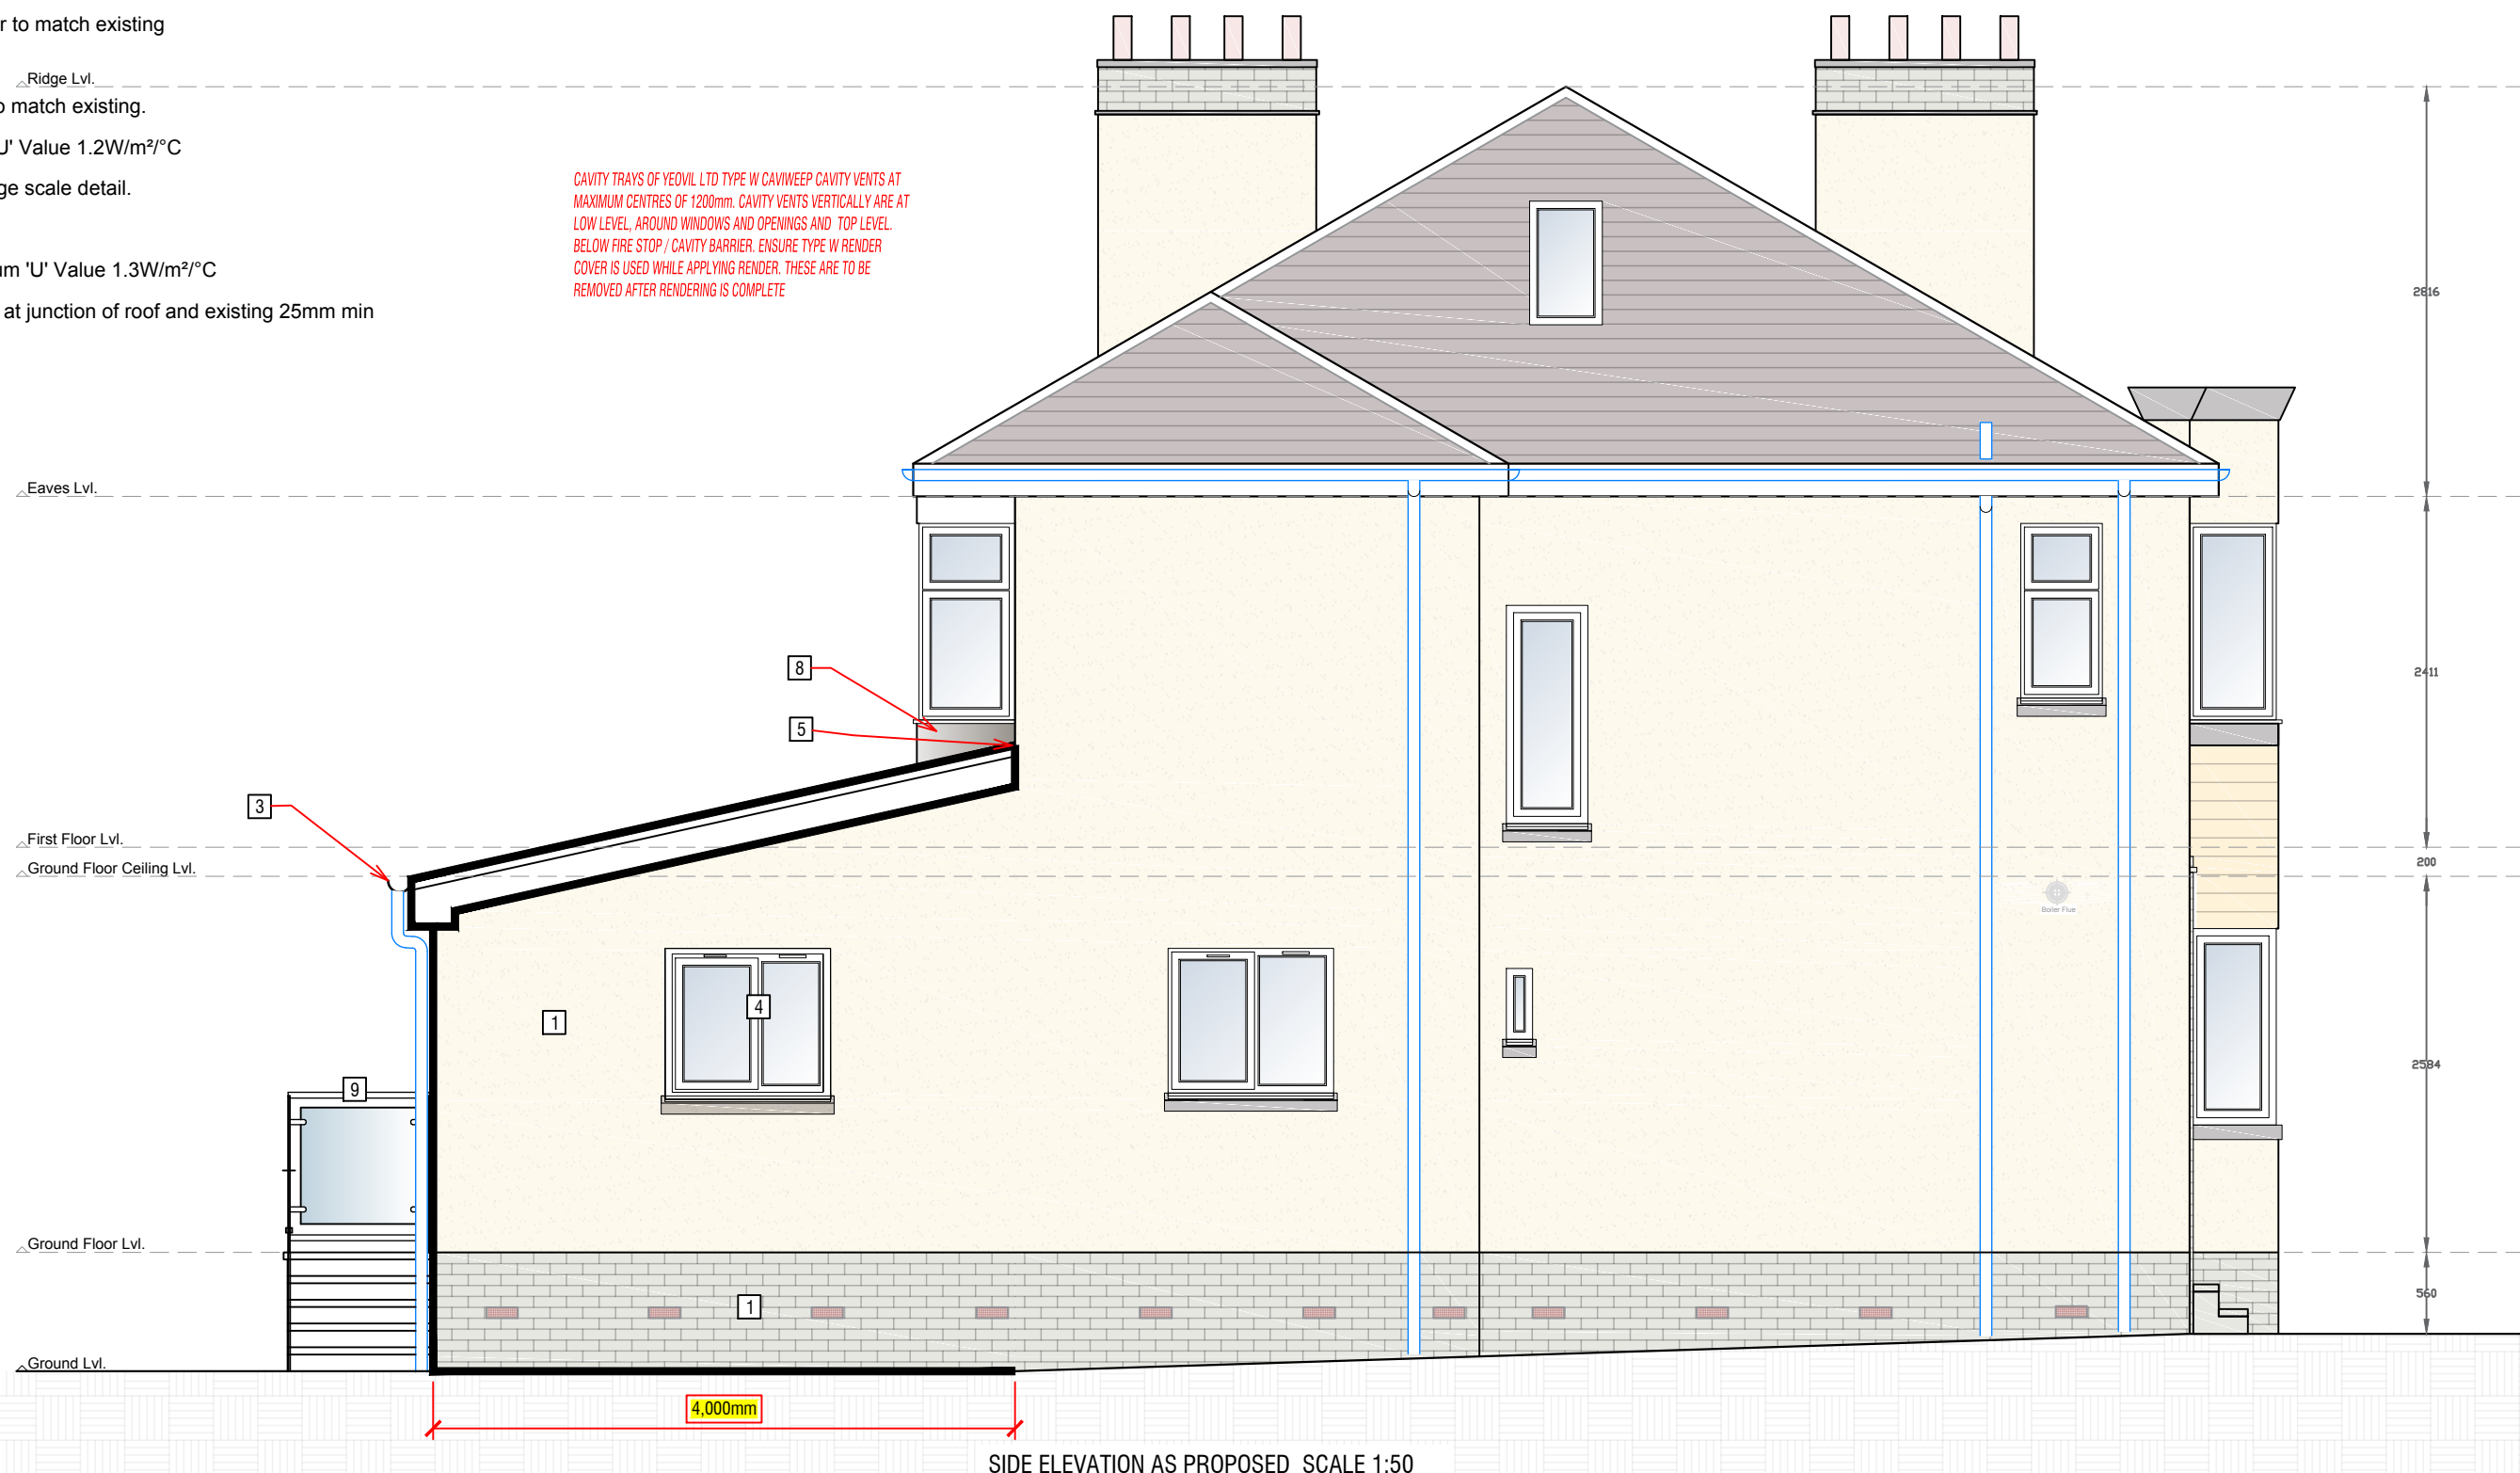 r to match existing
Ridge Lvl.
o match existing.
U' Value 1.2W/m²/°C
ge scale detail.
um 'U' Value 1.3W/m²/°C
at junction of roof and existing 25mm min
CAVITY TRAYS OF YEOVIL LTD TYPE W CAVIWEEP CAVITY VENTS AT
MAXIMUM CENTRES OF 1200mm. CAVITY VENTS VERTICALLY ARE AT
LOW LEVEL, AROUND WINDOWS AND OPENINGS AND TOP LEVEL.
BELOW FIRE STOP / CAVITY BARRIER. ENSURE TYPE W RENDER
COVER IS USED WHILE APPLYING RENDER. THESE ARE TO BE
REMOVED AFTER RENDERING IS COMPLETE
2816
Eaves Lvl.
8
2411
5
3
First Floor Lvl.
200
Ground Floor Ceiling Lvl.
Boiler Flue
4
1
2584
9
Ground Floor Lvl.
1
560
Ground Lvl.
4,000mm
SIDE ELEVATION AS PROPOSED SCALE 1:50